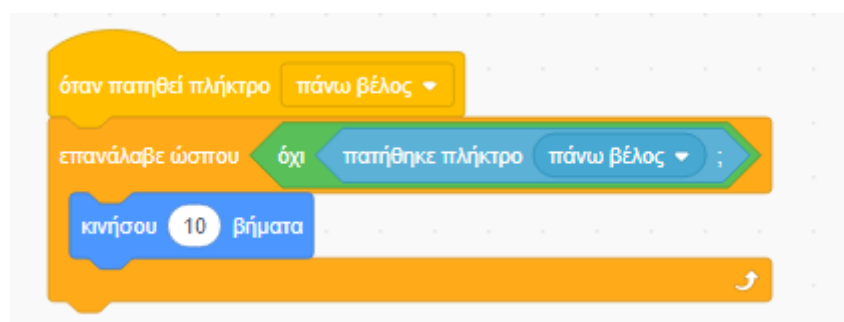 όταν πατηθεί πλήκτρο πάνω βέλος
επανάλαβε ώσπου όχι πατήθηκε πλήκτρο πάνω βέλος ;
κινήσου 10 βήματα